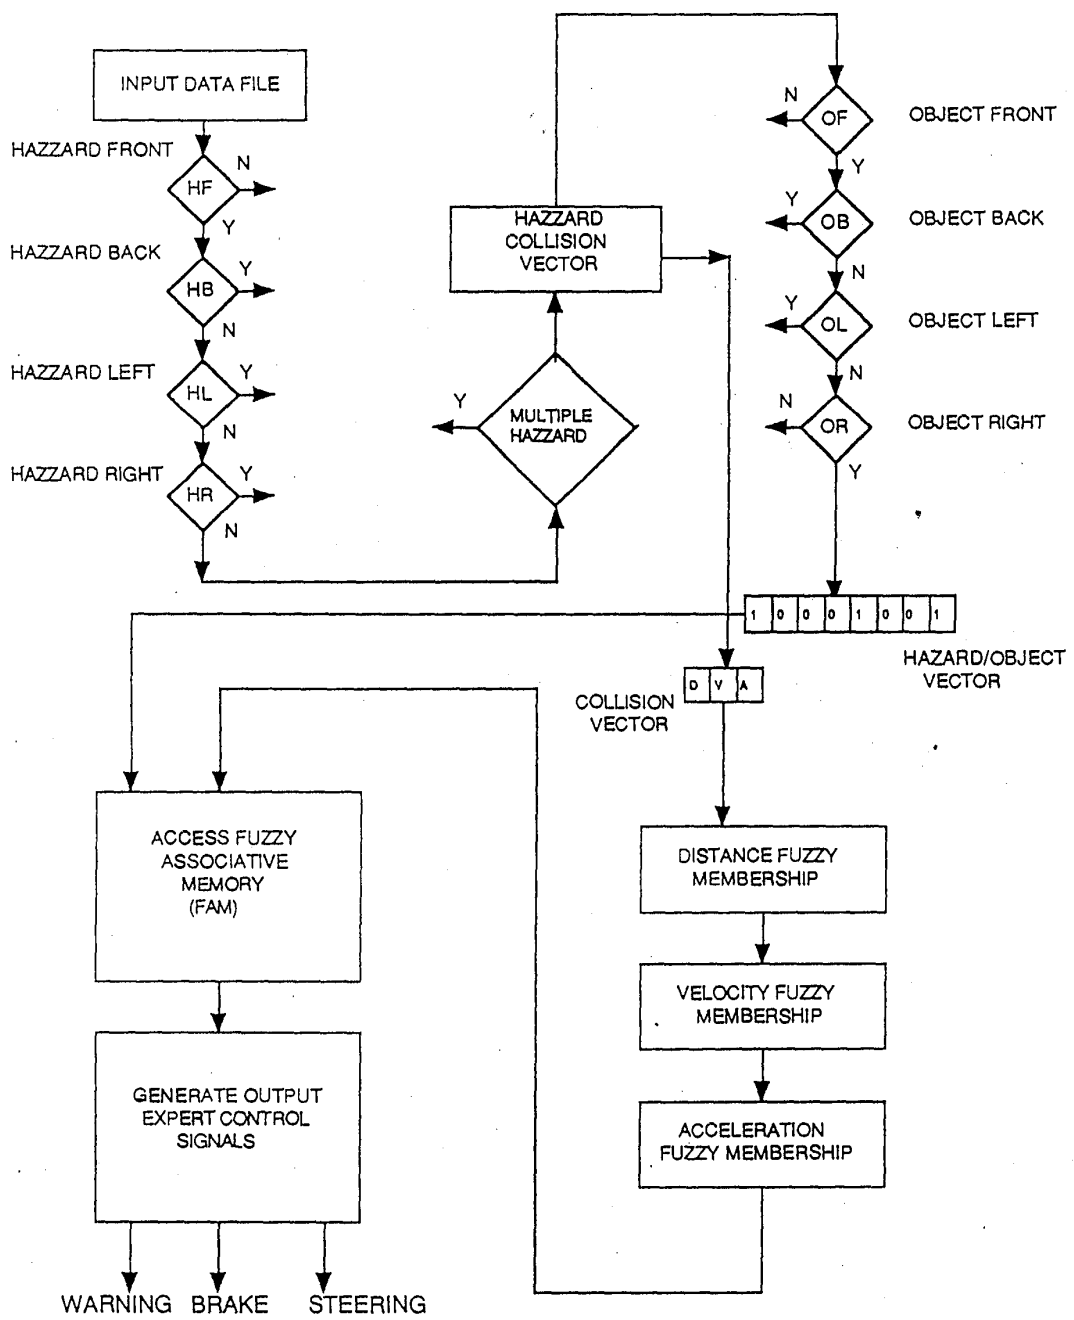 INPUT DATA FILE
HAZZARD FRONT
N
HF
Y
HAZZARD BACK
Y
HB
N
HAZZARD LEFT
Y
HL
N
HAZZARD RIGHT
Y
HR
N
Y
MULTIPLE
HAZZARD
HAZZARD
COLLISION
VECTOR
N
OF
OBJECT FRONT
Y
Y
OB
OBJECT BACK
N
Y
OL
OBJECT LEFT
N
N
OR
OBJECT RIGHT
Y
1 0 0 0 1 0 0 1
HAZARD/OBJECT
VECTOR
D V A
COLLISION
VECTOR
DISTANCE FUZZY
MEMBERSHIP
VELOCITY FUZZY
MEMBERSHIP
ACCELERATION
FUZZY MEMBERSHIP
ACCESS FUZZY
ASSOCIATIVE
MEMORY
(FAM)
GENERATE OUTPUT
EXPERT CONTROL
SIGNALS
WARNING BRAKE STEERING